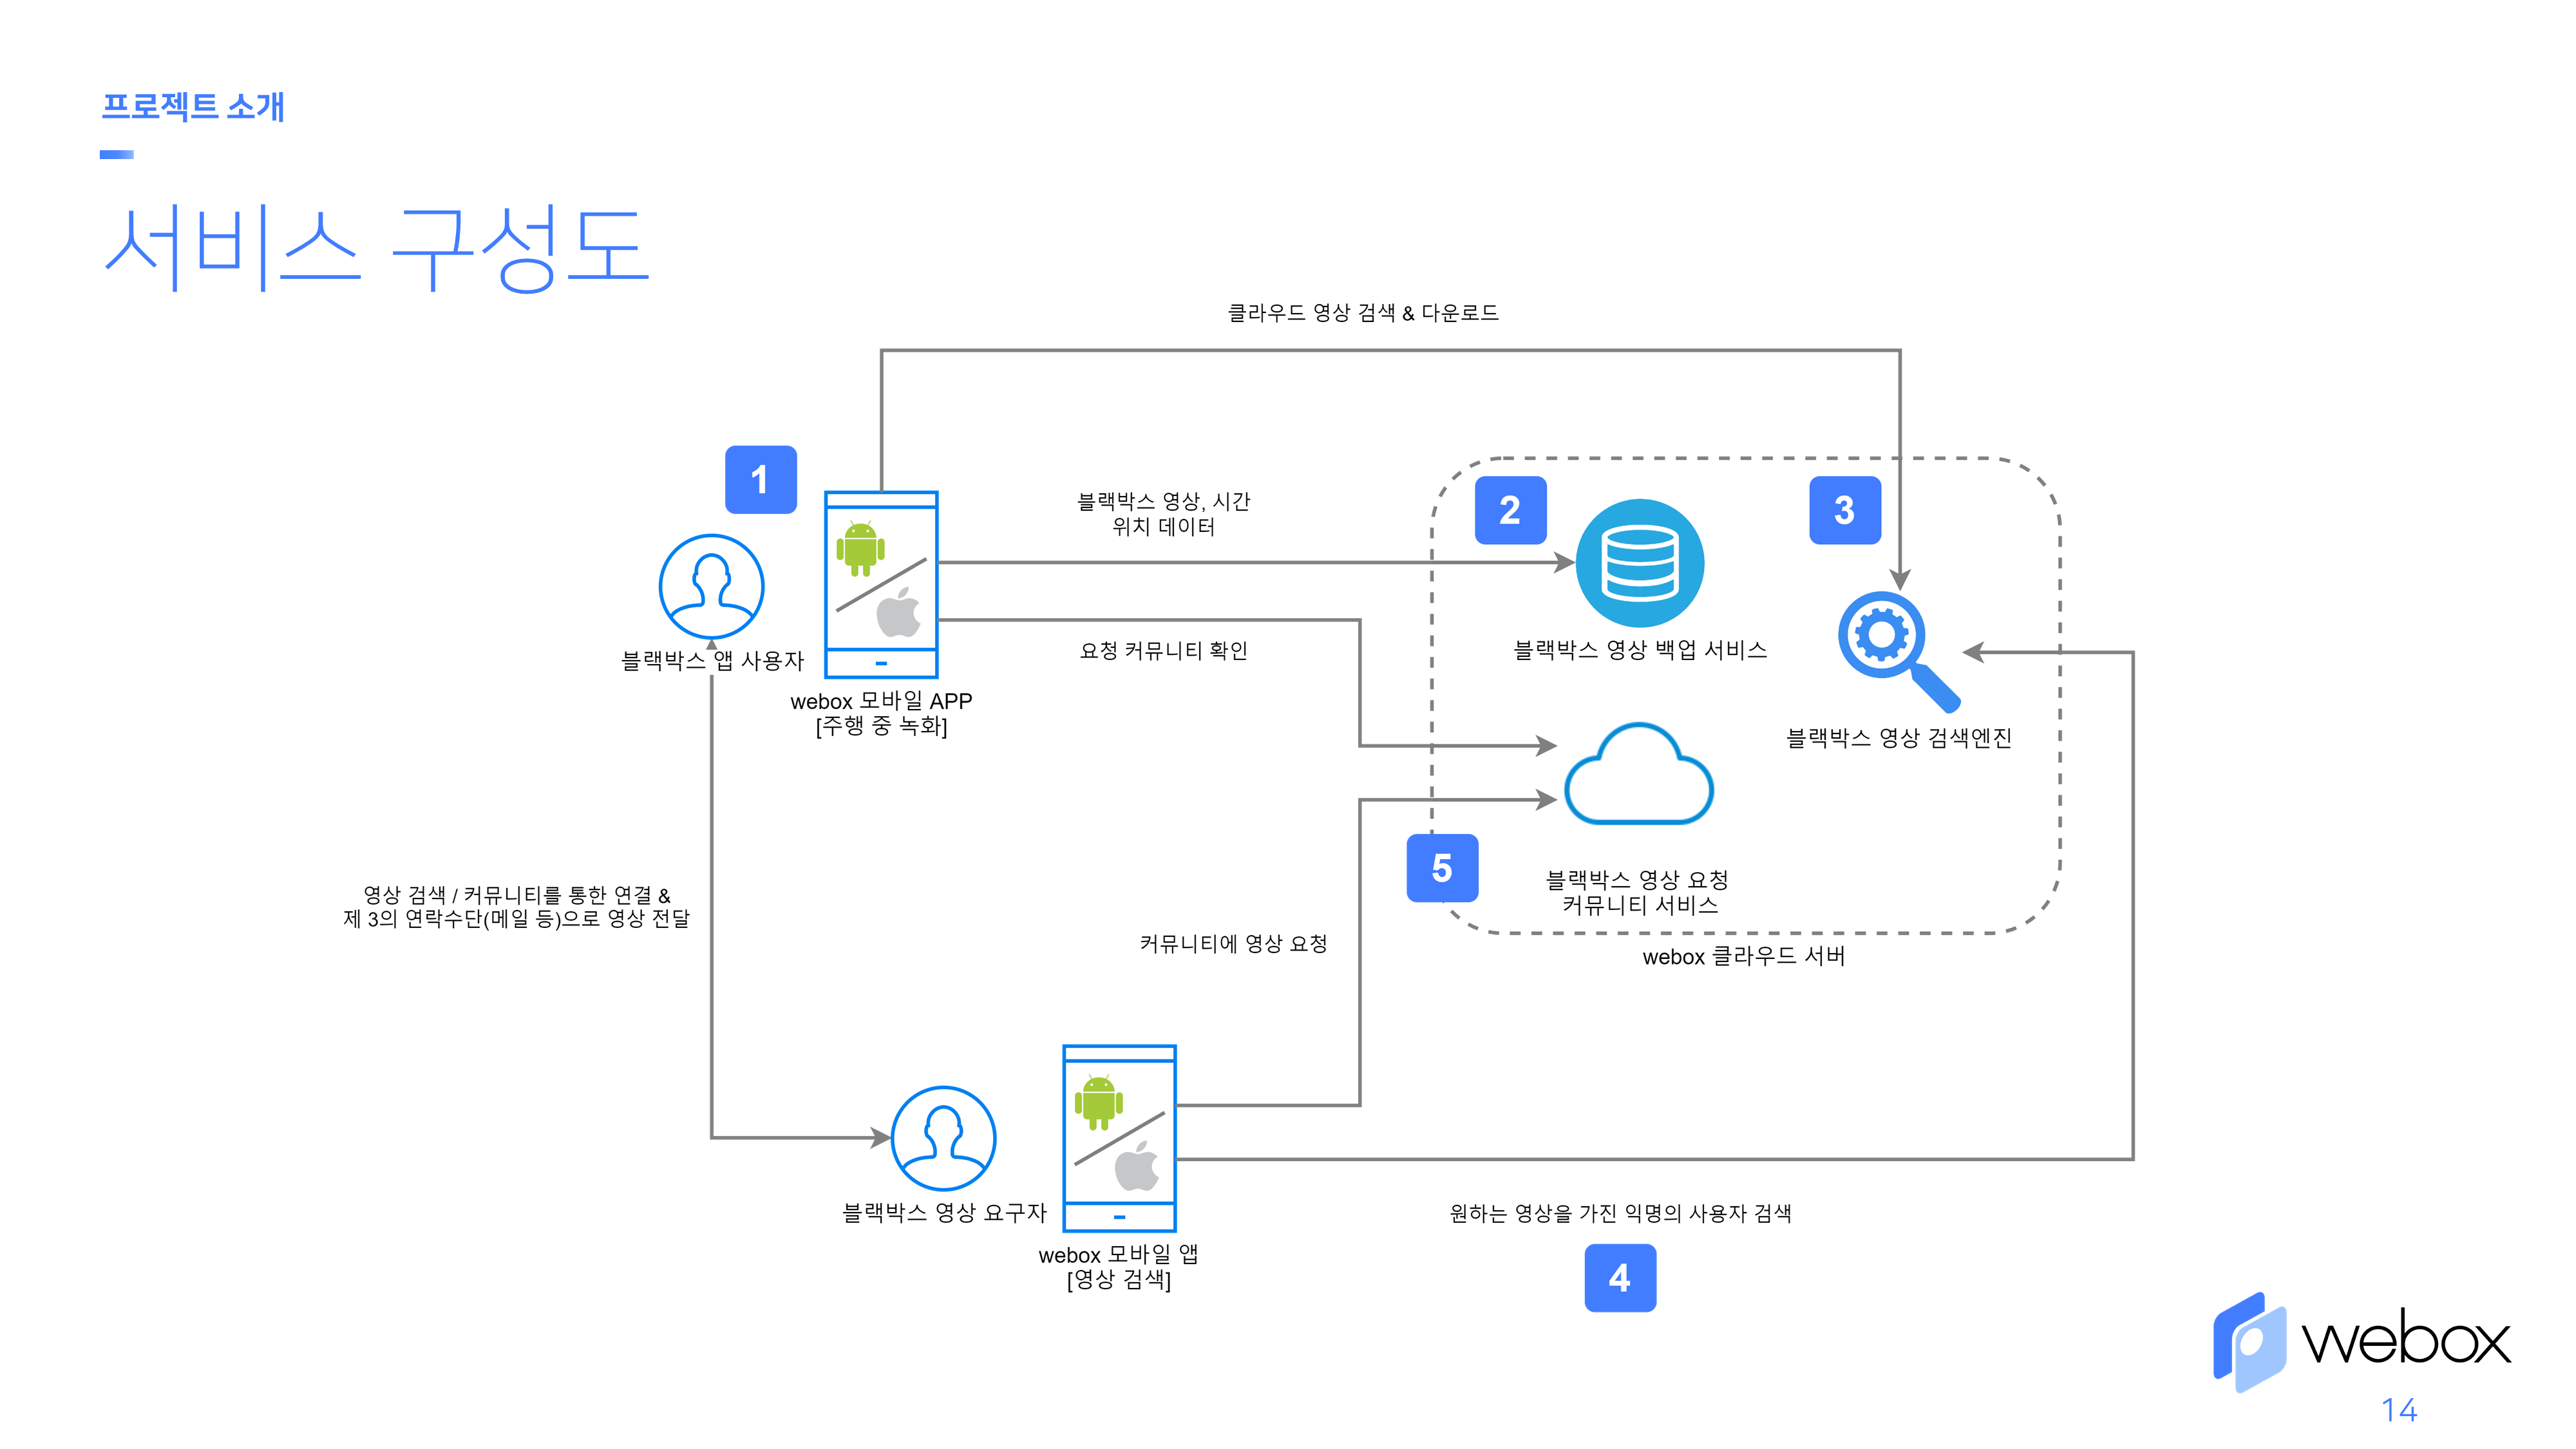 프로젝트 소개
서비스 구성도
클라우드 영상 검색 & 다운로드
1
블랙박스 영상, 시간
위치 데이터
2
3
요청 커뮤니티 확인
블랙박스 앱 사용자
webox 모바일 APP
[주행 중 녹화]
블랙박스 영상 백업 서비스
블랙박스 영상 검색엔진
5
블랙박스 영상 요청
커뮤니티 서비스
webox 클라우드 서버
영상 검색 / 커뮤니티를 통한 연결 &
제 3의 연락수단(메일 등)으로 영상 전달
커뮤니티에 영상 요청
블랙박스 영상 요구자
webox 모바일 앱
[영상 검색]
원하는 영상을 가진 익명의 사용자 검색
4
webox
14